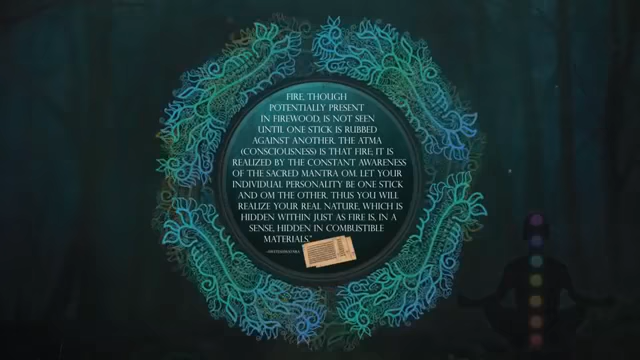 FIRE, THOUGH
POTENTIALLY PRESENT
IN FIREWOOD, IS NOT SEEN
UNTIL ONE STICK IS RUBBED
AGAINST ANOTHER. THE ATMA
(CONSCIOUSNESS) IS THAT FIRE; IT IS
REALIZED BY THE CONSTANT AWARENESS
OF THE SACRED MANTRA OM. LET YOUR
INDIVIDUAL PERSONALITY BE ONE STICK
AND OM THE OTHER. THUS YOU WILL
REALIZE YOUR REAL NATURE, WHICH IS
HIDDEN WITHIN JUST AS FIRE IS, IN A
SENSE, HIDDEN IN COMBUSTIBLE
MATERIALS."